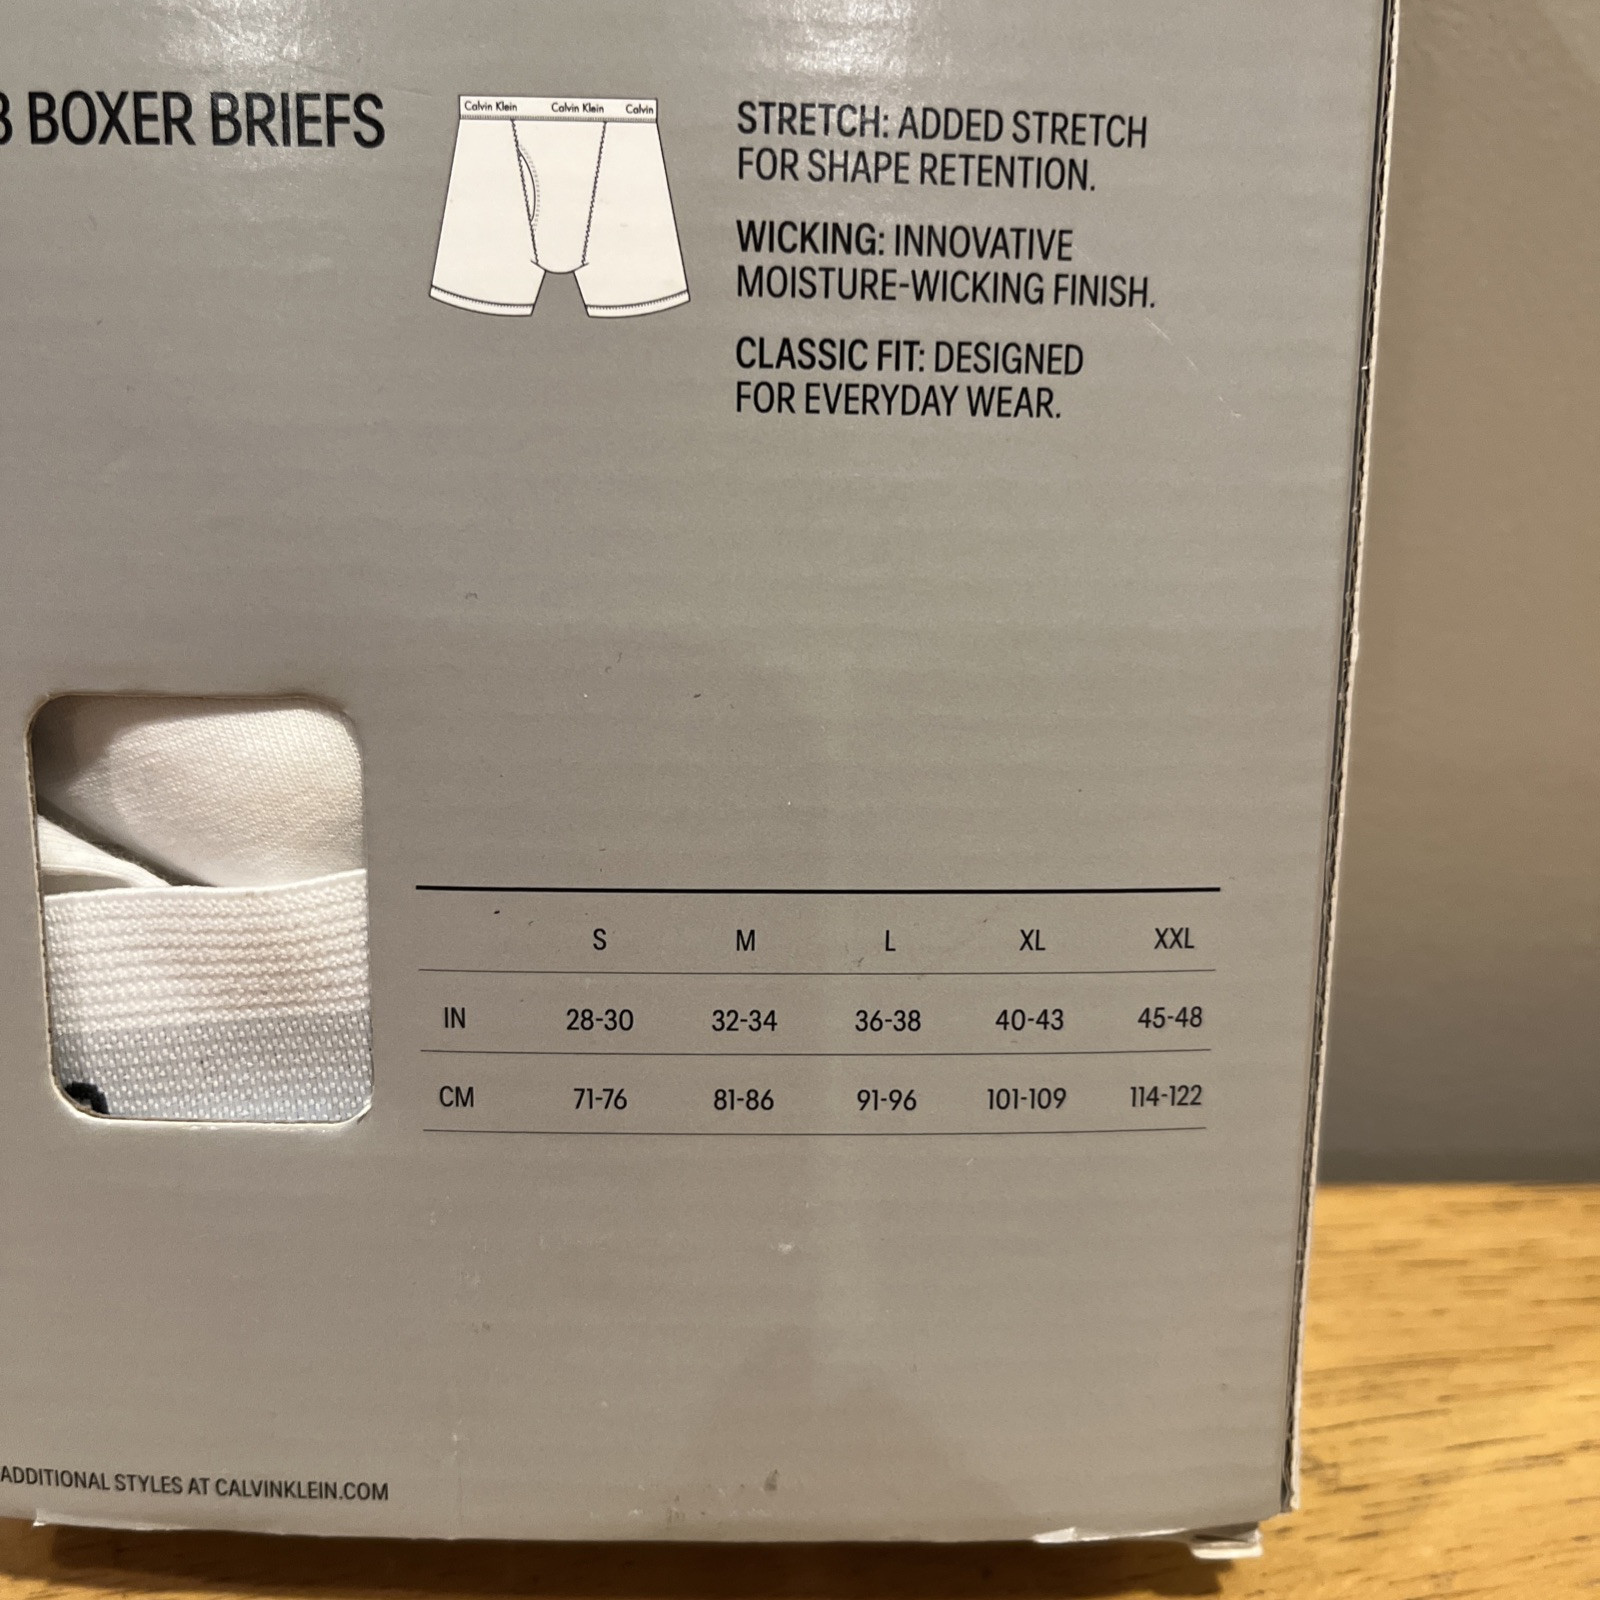 3 BOXER BRIEFS
Calvin Klein Calvin Klein Calvin
STRETCH: ADDED STRETCH
FOR SHAPE RETENTION.
WICKING: INNOVATIVE
MOISTURE-WICKING FINISH.
CLASSIC FIT: DESIGNED
FOR EVERYDAY WEAR.
S M L XL XXL
IN 28-30 32-34 36-38 40-43 45-48
CM 71-76 81-86 91-96 101-109 114-122
ADDITIONAL STYLES AT CALVINKLEIN.COM